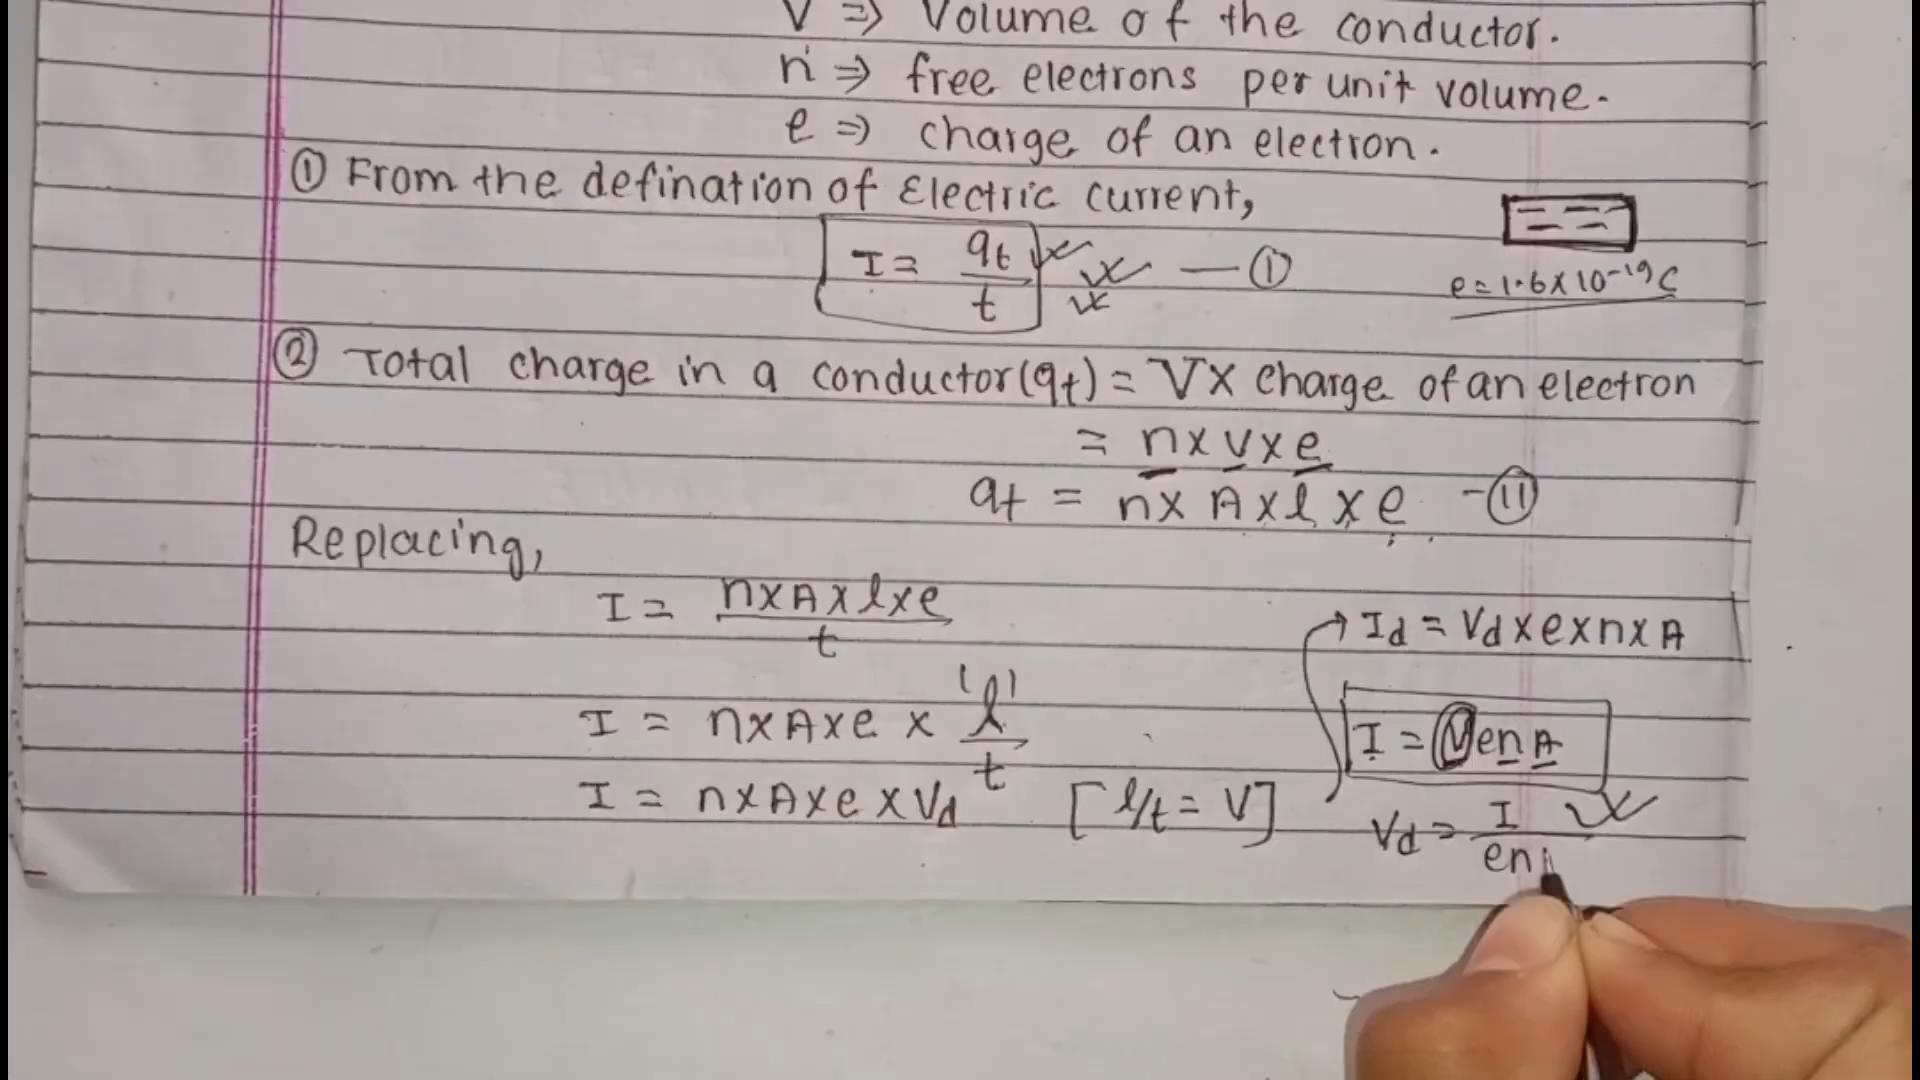 V ⇒ Volume of the conductor.
n ⇒ free electrons per unit volume.
e ⇒ charge of an electron.
① From the defination of Electric current,
I = qt / t — ①
e = 1.6 × 10⁻¹⁹ C
② Total charge in a conductor (qt) = V × charge of an electron
= n × v × e
qt = n × A × l × e - ⑪
Replacing,
I = n×A×l×e / t
I = n×A×e × 'l' / t
I = n×A×e×Vd [l/t = V]
→ Id = Vd×e×n×A
I = VenA
Vd = I / en